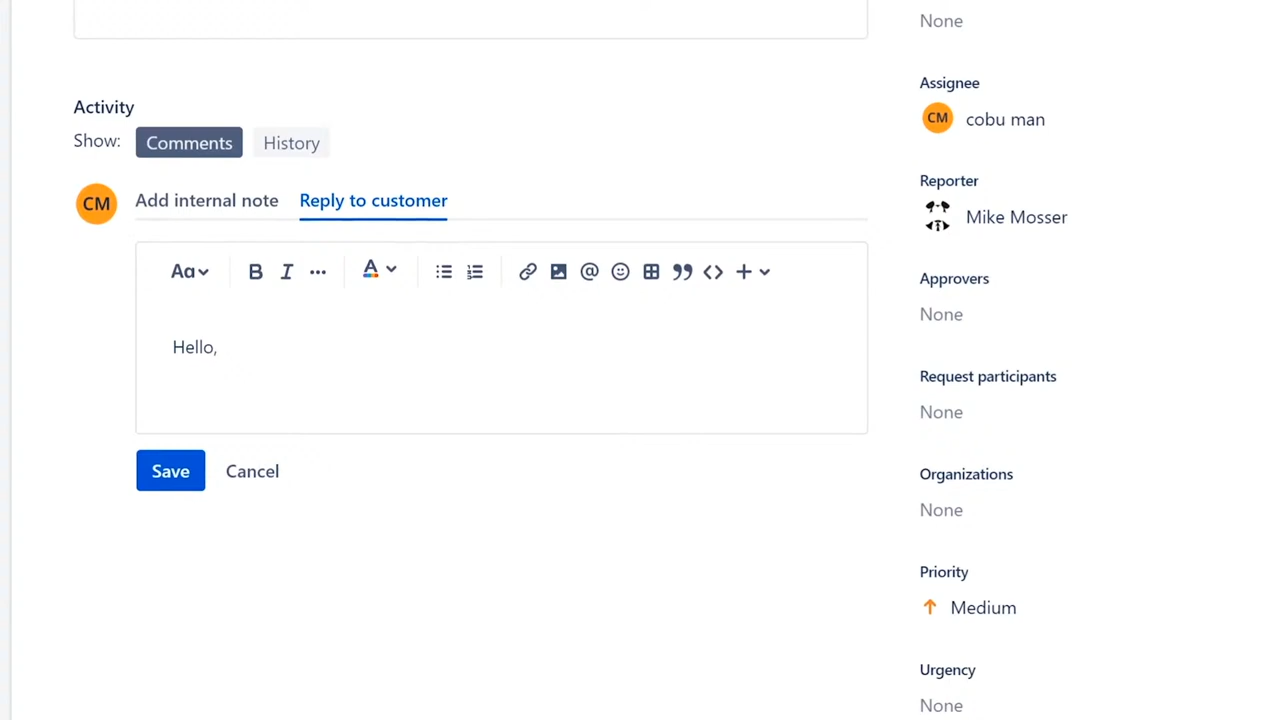 Activity
Show: Comments History
CM Add internal note Reply to customer
Aa B I ... A @ +
Hello,
Save Cancel
None
Assignee
CM cobu man
Reporter
Mike Mosser
Approvers
None
Request participants
None
Organizations
None
Priority
Medium
Urgency
None